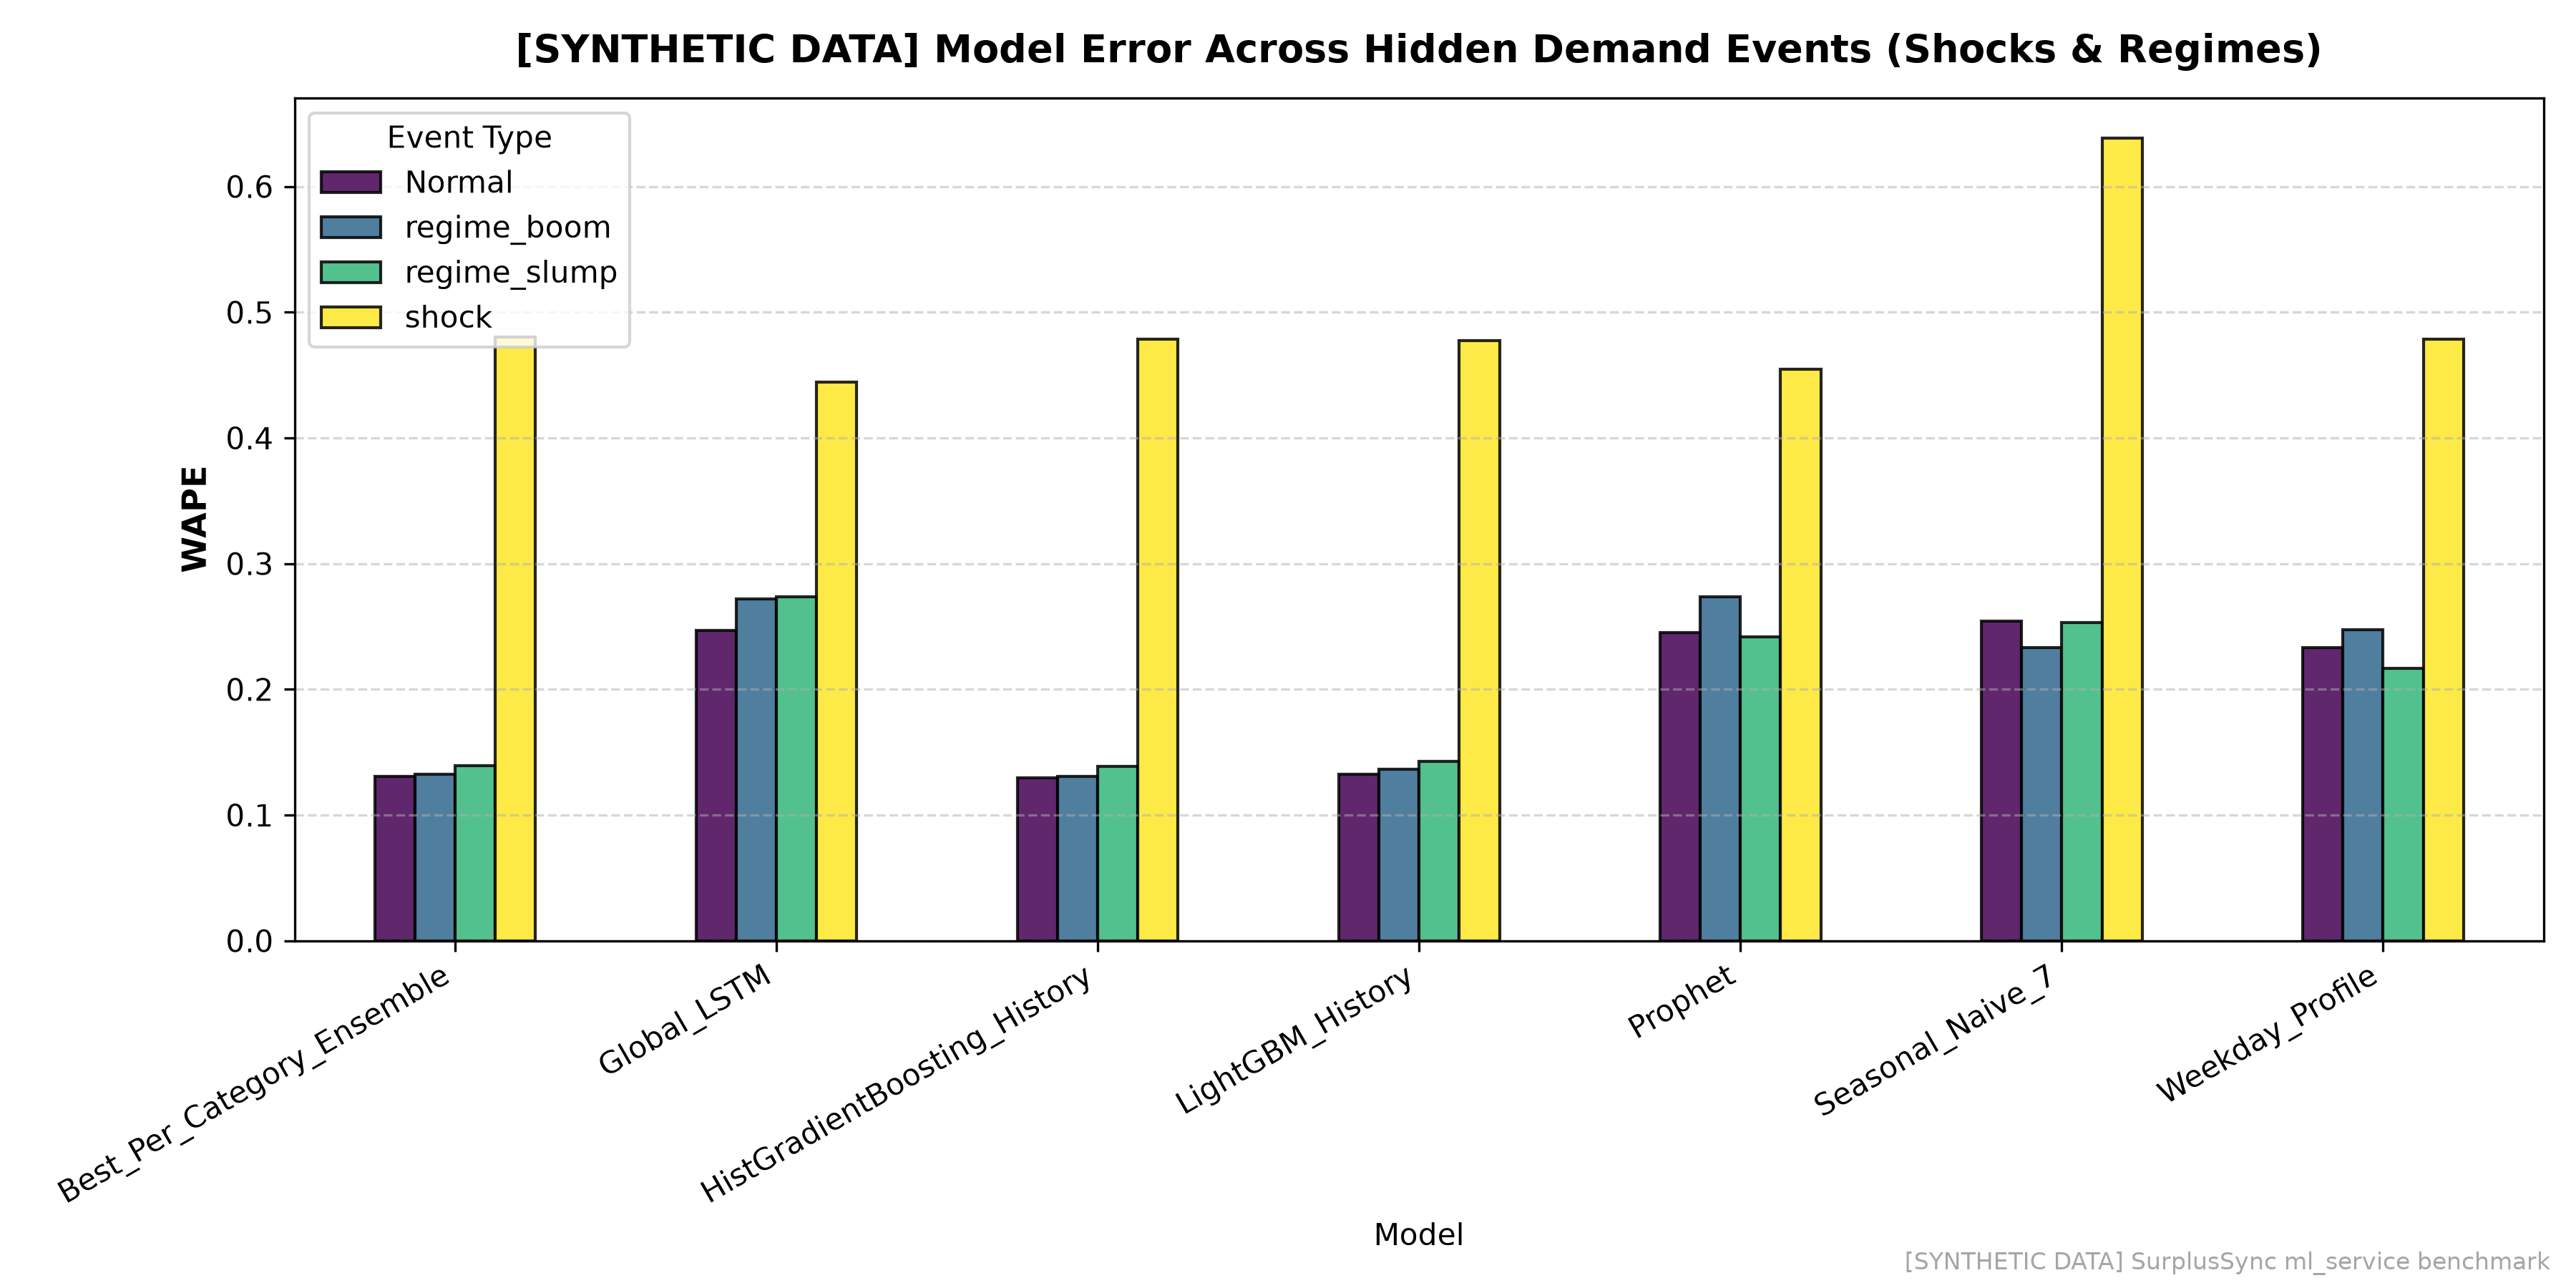 [SYNTHETIC DATA] Model Error Across Hidden Demand Events (Shocks & Regimes)
Event Type
Normal
regime_boom
regime_slump
shock
WAPE
0.6
0.5
0.4
0.3
0.2
0.1
0.0
Best_Per_Category_Ensemble
Global_LSTM
HistGradientBoosting_History
LightGBM_History
Prophet
Seasonal_Naive_7
Weekday_Profile
Model
[SYNTHETIC DATA] SurplusSync ml_service benchmark